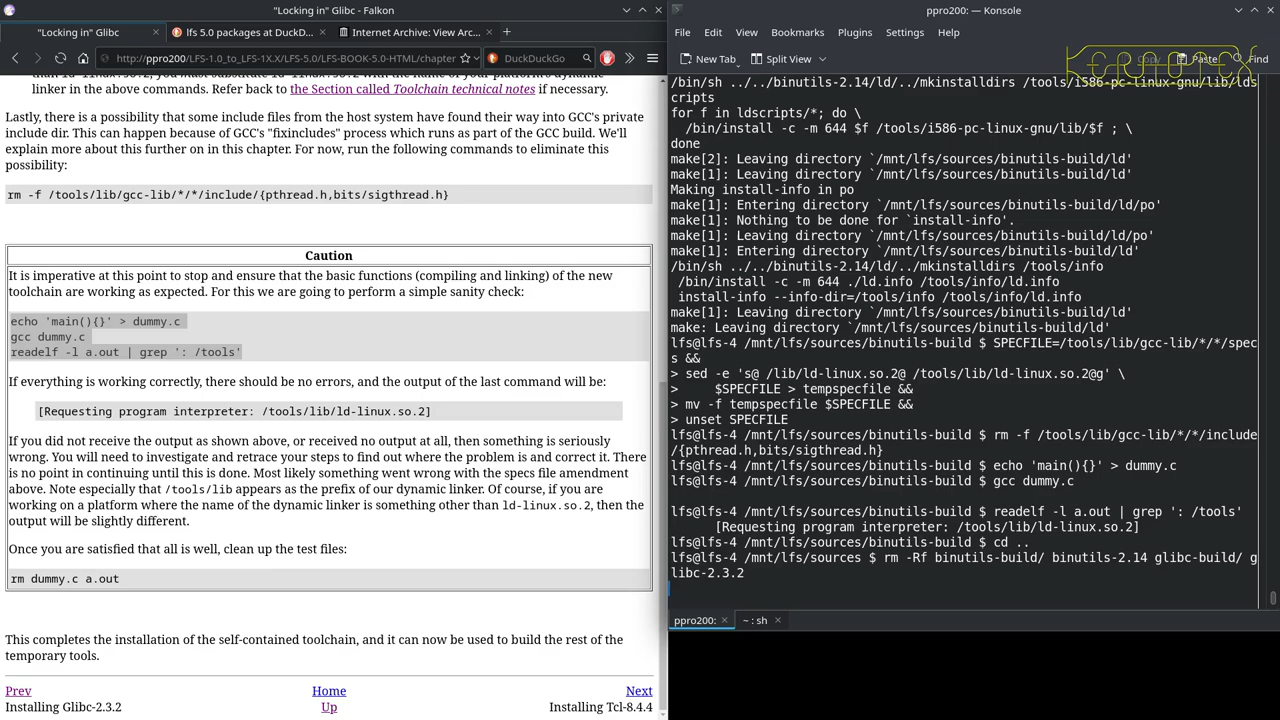 "Locking in" Glibc - Falkon
"Locking in" Glibc
lfs 5.0 packages at DuckD...
Internet Archive: View Arc...
http://ppro200/LFS-1.0_to_LFS-1X.X/LFS-BOOK-5.0-HTML/chapter
DuckDuckGo
than ld-linux.so.2, you must substitute ld-linux.so.2 with the name of your platform's dynamic
linker in the above commands. Refer back to the Section called Toolchain technical notes if necessary.
Lastly, there is a possibility that some include files from the host system have found their way into GCC's private
include dir. This can happen because of GCC's "fixincludes" process which runs as part of the GCC build. We'll
explain more about this further on in this chapter. For now, run the following commands to eliminate this
possibility:
rm -f /tools/lib/gcc-lib/*/*/include/{pthread.h,bits/sigthread.h}
Caution
It is imperative at this point to stop and ensure that the basic functions (compiling and linking) of the new
toolchain are working as expected. For this we are going to perform a simple sanity check:
echo 'main(){}' > dummy.c
gcc dummy.c
readelf -l a.out | grep ': /tools'
If everything is working correctly, there should be no errors, and the output of the last command will be:
[Requesting program interpreter: /tools/lib/ld-linux.so.2]
If you did not receive the output as shown above, or received no output at all, then something is seriously
wrong. You will need to investigate and retrace your steps to find out where the problem is and correct it. There
is no point in continuing until this is done. Most likely something went wrong with the specs file amendment
above. Note especially that /tools/lib appears as the prefix of our dynamic linker. Of course, if you are
working on a platform where the name of the dynamic linker is something other than ld-linux.so.2, then the
output will be slightly different.
Once you are satisfied that all is well, clean up the test files:
rm dummy.c a.out
This completes the installation of the self-contained toolchain, and it can now be used to build the rest of the
temporary tools.
Prev Home Next
Installing Glibc-2.3.2 Up Installing Tcl-8.4.4
ppro200: — Konsole
File Edit View Bookmarks Plugins Settings Help
New Tab Split View Copy Paste Find
/bin/sh ../../binutils-2.14/ld/../mkinstalldirs /tools/i586-pc-linux-gnu/lib/lds
cripts
for f in ldscripts/*; do \
/bin/install -c -m 644 $f /tools/i586-pc-linux-gnu/lib/$f ; \
done
make[2]: Leaving directory `/mnt/lfs/sources/binutils-build/ld'
make[1]: Leaving directory `/mnt/lfs/sources/binutils-build/ld'
Making install-info in po
make[1]: Entering directory `/mnt/lfs/sources/binutils-build/ld/po'
make[1]: Nothing to be done for `install-info'.
make[1]: Leaving directory `/mnt/lfs/sources/binutils-build/ld/po'
make[1]: Entering directory `/mnt/lfs/sources/binutils-build/ld'
/bin/sh ../../binutils-2.14/ld/../mkinstalldirs /tools/info
/bin/install -c -m 644 ./ld.info /tools/info/ld.info
install-info --info-dir=/tools/info /tools/info/ld.info
make[1]: Leaving directory `/mnt/lfs/sources/binutils-build/ld'
make: Leaving directory `/mnt/lfs/sources/binutils-build/ld'
lfs@lfs-4 /mnt/lfs/sources/binutils-build $ SPECFILE=/tools/lib/gcc-lib/*/*/spec
s &&
> sed -e 's@ /lib/ld-linux.so.2@ /tools/lib/ld-linux.so.2@g' \
> $SPECFILE > tempspecfile &&
> mv -f tempspecfile $SPECFILE &&
> unset SPECFILE
lfs@lfs-4 /mnt/lfs/sources/binutils-build $ rm -f /tools/lib/gcc-lib/*/*/include
/{pthread.h,bits/sigthread.h}
lfs@lfs-4 /mnt/lfs/sources/binutils-build $ echo 'main(){}' > dummy.c
lfs@lfs-4 /mnt/lfs/sources/binutils-build $ gcc dummy.c
lfs@lfs-4 /mnt/lfs/sources/binutils-build $ readelf -l a.out | grep ': /tools'
[Requesting program interpreter: /tools/lib/ld-linux.so.2]
lfs@lfs-4 /mnt/lfs/sources/binutils-build $ cd ..
lfs@lfs-4 /mnt/lfs/sources $ rm -Rf binutils-build/ binutils-2.14 glibc-build/ g
libc-2.3.2
ppro200: ~ : sh